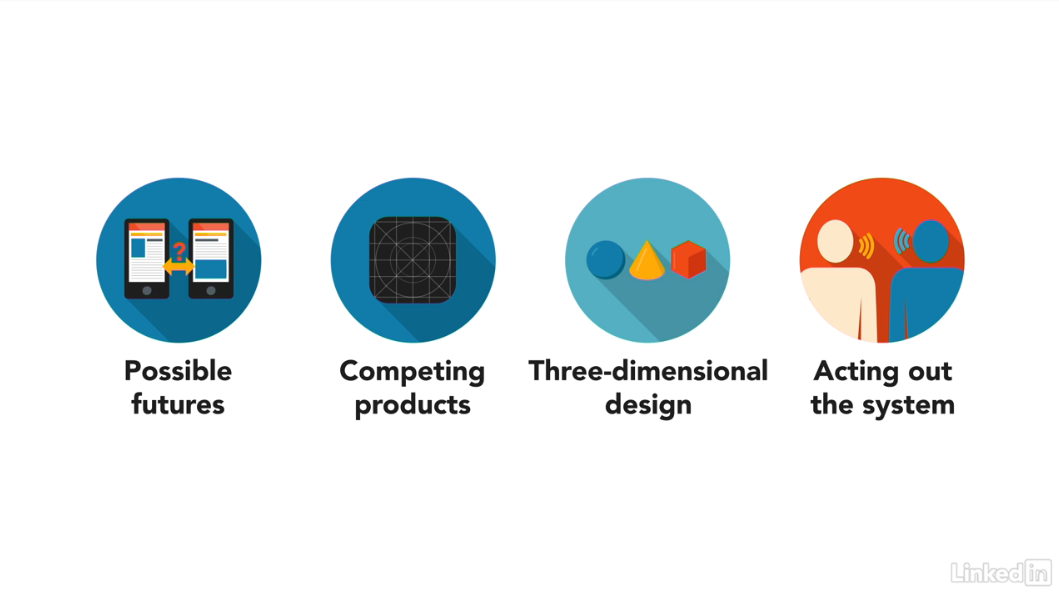 ?
Possible
futures
Competing
products
Three-dimensional
design
Acting out
the system
LinkedIn